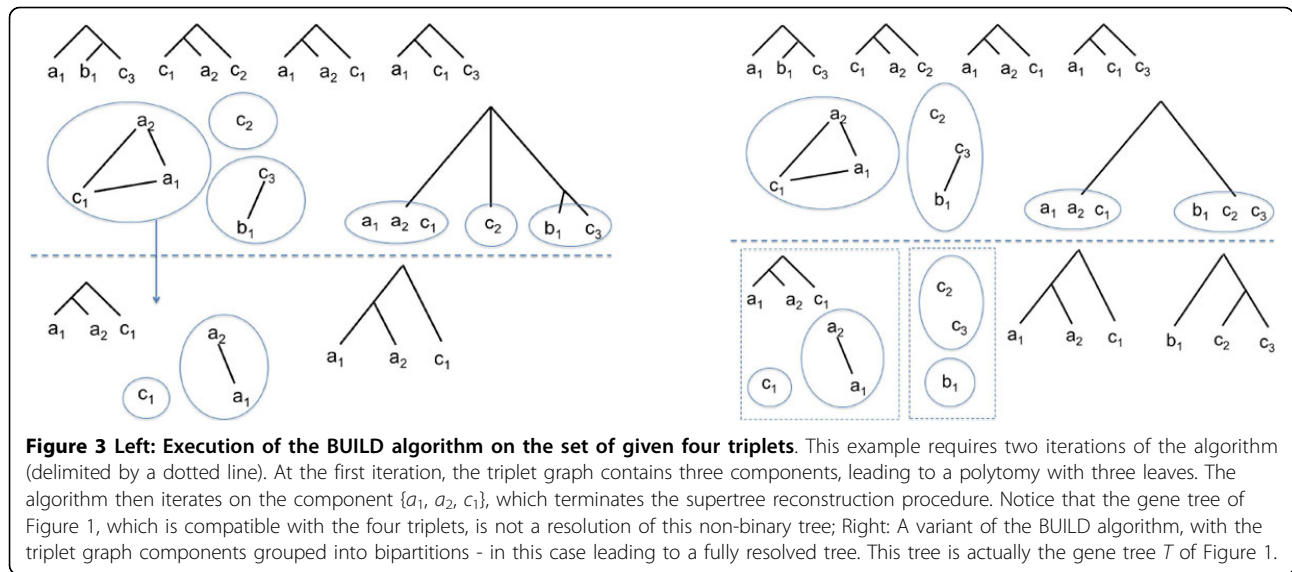 a1 b1 c3 c1 a2 c2 a1 a2 c1 a1 c1 c3
a2
c1 a1
c2
c3
b1
a1 a2 c1 c2 b1 c3
a1 a2 c1
a2
c1 a1
a1 a2 c1
a1 b1 c3 c1 a2 c2 a1 a2 c1 a1 c1 c3
a2
c1 a1
c2
c3
b1
a1 a2 c1 b1 c2 c3
a1 a2 c1
a2
c1 a1
c2
c3
b1
a1 a2 c1 b1 c2 c3
Figure 3 Left: Execution of the BUILD algorithm on the set of given four triplets. This example requires two iterations of the algorithm
(delimited by a dotted line). At the first iteration, the triplet graph contains three components, leading to a polytomy with three leaves. The
algorithm then iterates on the component {a1, a2, c1}, which terminates the supertree reconstruction procedure. Notice that the gene tree of
Figure 1, which is compatible with the four triplets, is not a resolution of this non-binary tree; Right: A variant of the BUILD algorithm, with the
triplet graph components grouped into bipartitions - in this case leading to a fully resolved tree. This tree is actually the gene tree T of Figure 1.